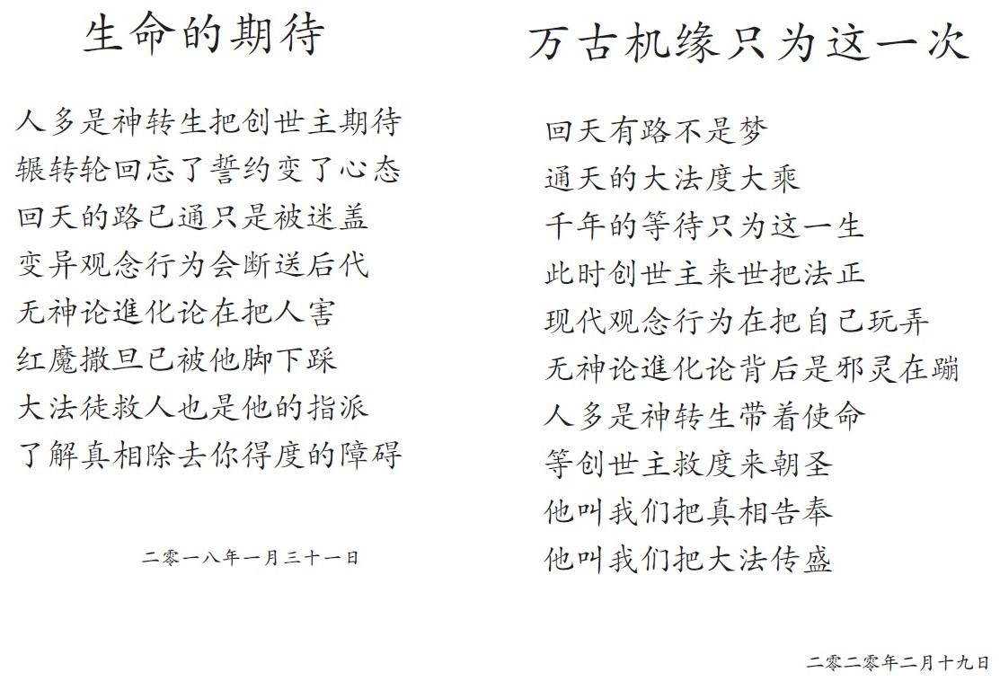 生命的期待
人多是神转生把创世主期待
辗转轮回忘了誓约变了心态
回天的路已通只是被迷盖
变异观念行为会断送后代
无神论進化论在把人害
红魔撒旦已被他脚下踩
大法徒救人也是他的指派
了解真相除去你得度的障碍
二零一八年一月三十一日
万古机缘只为这一次
回天有路不是梦
通天的大法度大乘
千年的等待只为这一生
此时创世主来世把法正
现代观念行为在把自己玩弄
无神论進化论背后是邪灵在蹦
人多是神转生带着使命
等创世主救度来朝圣
他叫我们把真相告奉
他叫我们把大法传盛
二零二零年二月十九日